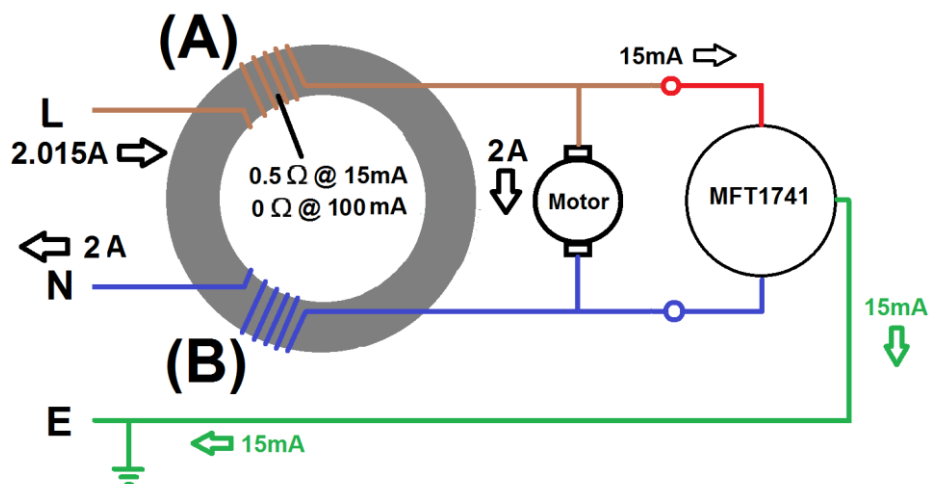 (A)
15mA
L
2.015A
0.5 Ω @ 15mA
0 Ω @ 100 mA
2 A
Motor
MFT1741
2 A
N
15mA
(B)
E
15mA